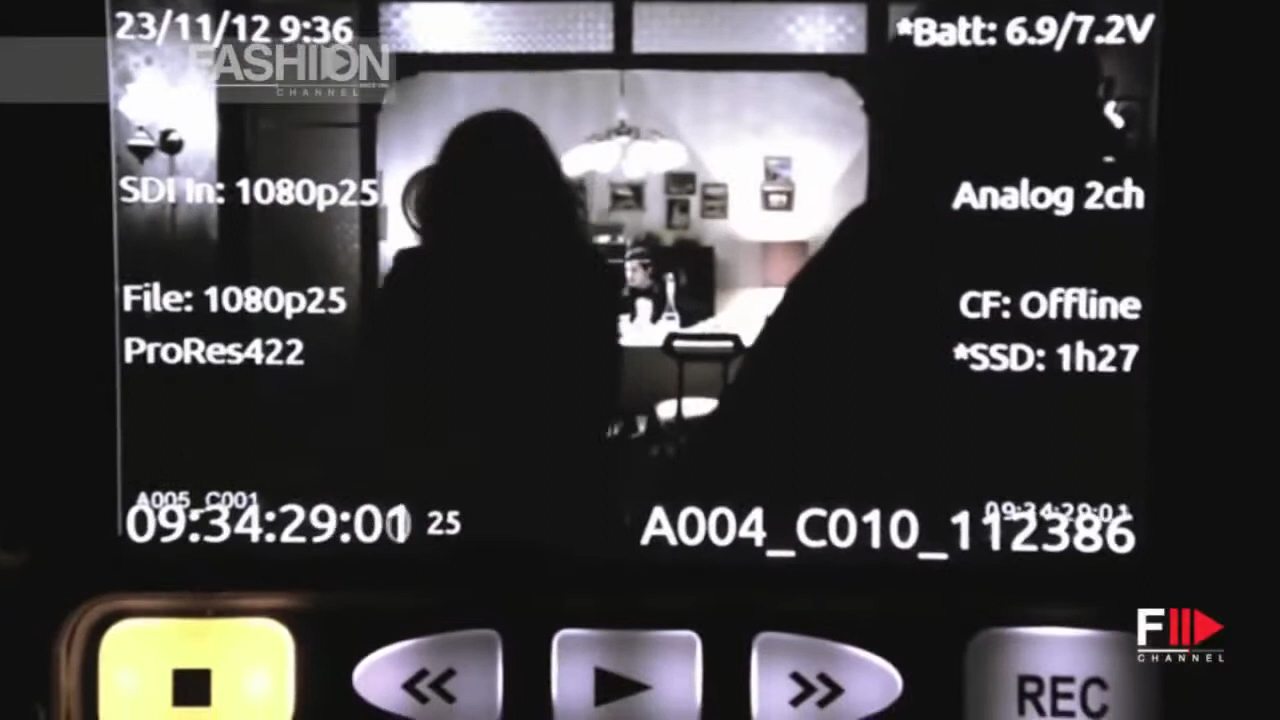 23/11/12 9:36
*Batt: 6.9/7.2V
FASHION
CHANNEL
SDI In: 1080p25
Analog 2ch
File: 1080p25
CF: Offline
ProRes422
*SSD: 1h27
A005_C001
09:34:29:01
09:34:29:01 25
A004_C010_112386
F
CHANNEL
REC